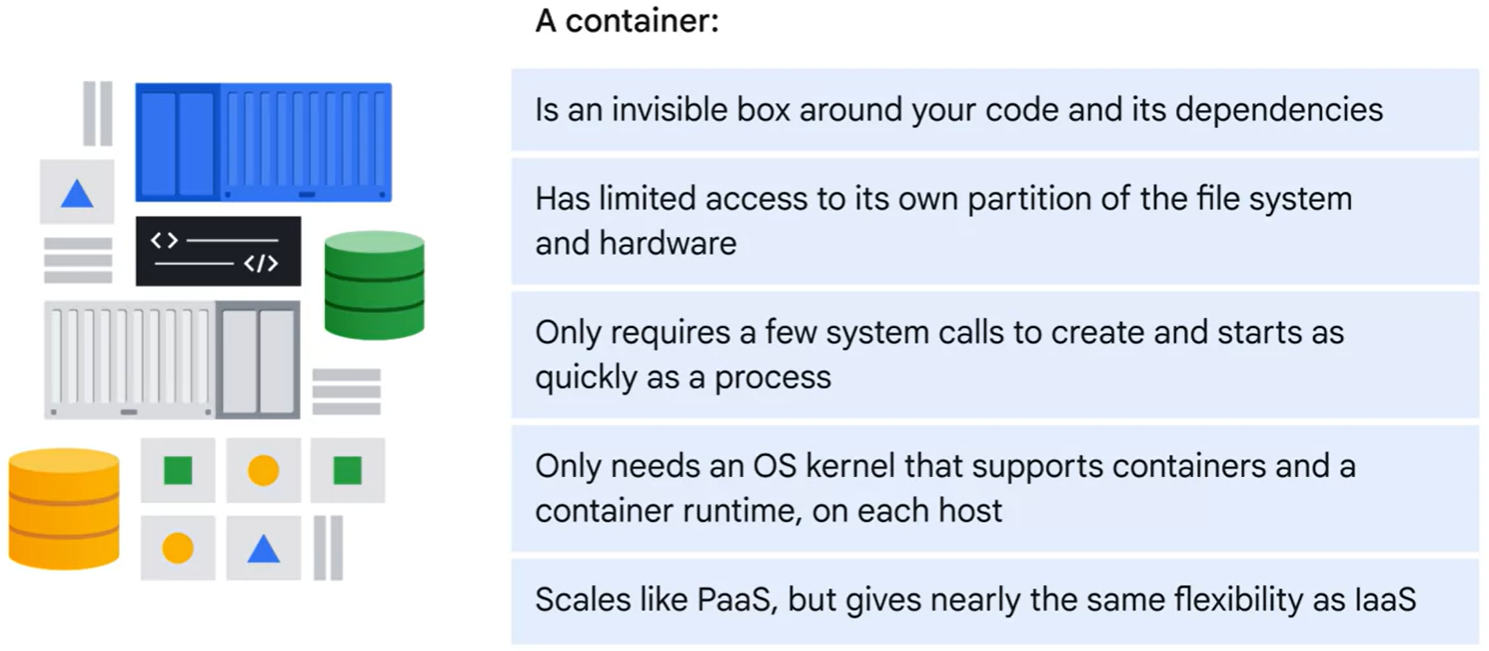 A container:
Is an invisible box around your code and its dependencies
Has limited access to its own partition of the file system
and hardware
Only requires a few system calls to create and starts as
quickly as a process
Only needs an OS kernel that supports containers and a
container runtime, on each host
Scales like PaaS, but gives nearly the same flexibility as IaaS
< >
</>